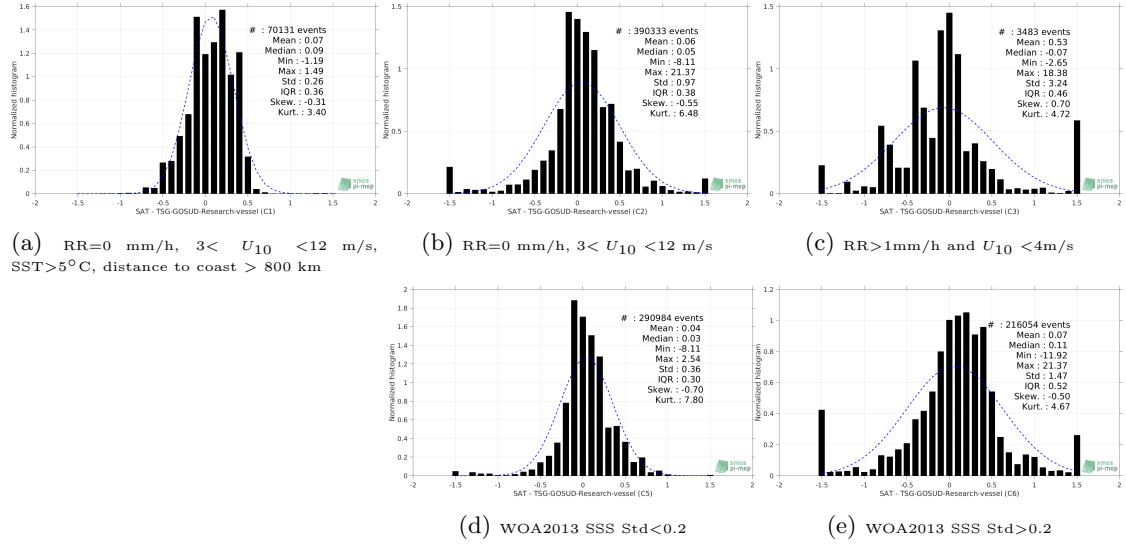 1.6
1.4
1.2
1
0.8
0.6
0.4
0.2
0
Normalized histogram
# : 70131 events
Mean : 0.07
Median : 0.09
Min : -1.19
Max : 1.49
Std : 0.26
IQR : 0.36
Skew. : -0.31
Kurt. : 3.40
smos
pi-mep
-2 -1.5 -1 -0.5 0 0.5 1 1.5 2
SAT - TSG-GOSUD-Research-vessel (C1)
(a) RR=0 mm/h, 3< U10 <12 m/s,
SST>5°C, distance to coast > 800 km
1.5
1
0.5
0
Normalized histogram
# : 390333 events
Mean : 0.06
Median : 0.05
Min : -8.11
Max : 21.37
Std : 0.97
IQR : 0.38
Skew. : -0.55
Kurt. : 6.48
smos
pi-mep
-2 -1.5 -1 -0.5 0 0.5 1 1.5 2
SAT - TSG-GOSUD-Research-vessel (C2)
(b) RR=0 mm/h, 3< U10 <12 m/s
1.5
1
0.5
0
Normalized histogram
# : 3483 events
Mean : 0.53
Median : -0.07
Min : -2.65
Max : 18.38
Std : 3.24
IQR : 0.46
Skew. : 0.70
Kurt. : 4.72
smos
pi-mep
-2 -1.5 -1 -0.5 0 0.5 1 1.5 2
SAT - TSG-GOSUD-Research-vessel (C3)
(c) RR>1mm/h and U10 <4m/s
2
1.8
1.6
1.4
1.2
1
0.8
0.6
0.4
0.2
0
Normalized histogram
# : 290984 events
Mean : 0.04
Median : 0.03
Min : -8.11
Max : 2.54
Std : 0.36
IQR : 0.30
Skew. : -0.70
Kurt. : 7.80
smos
pi-mep
-2 -1.5 -1 -0.5 0 0.5 1 1.5 2
SAT - TSG-GOSUD-Research-vessel (C5)
(d) WOA2013 SSS Std<0.2
1.2
1
0.8
0.6
0.4
0.2
0
Normalized histogram
# : 216054 events
Mean : 0.07
Median : 0.11
Min : -11.92
Max : 21.37
Std : 1.47
IQR : 0.52
Skew. : -0.50
Kurt. : 4.67
smos
pi-mep
-2 -1.5 -1 -0.5 0 0.5 1 1.5 2
SAT - TSG-GOSUD-Research-vessel (C6)
(e) WOA2013 SSS Std>0.2